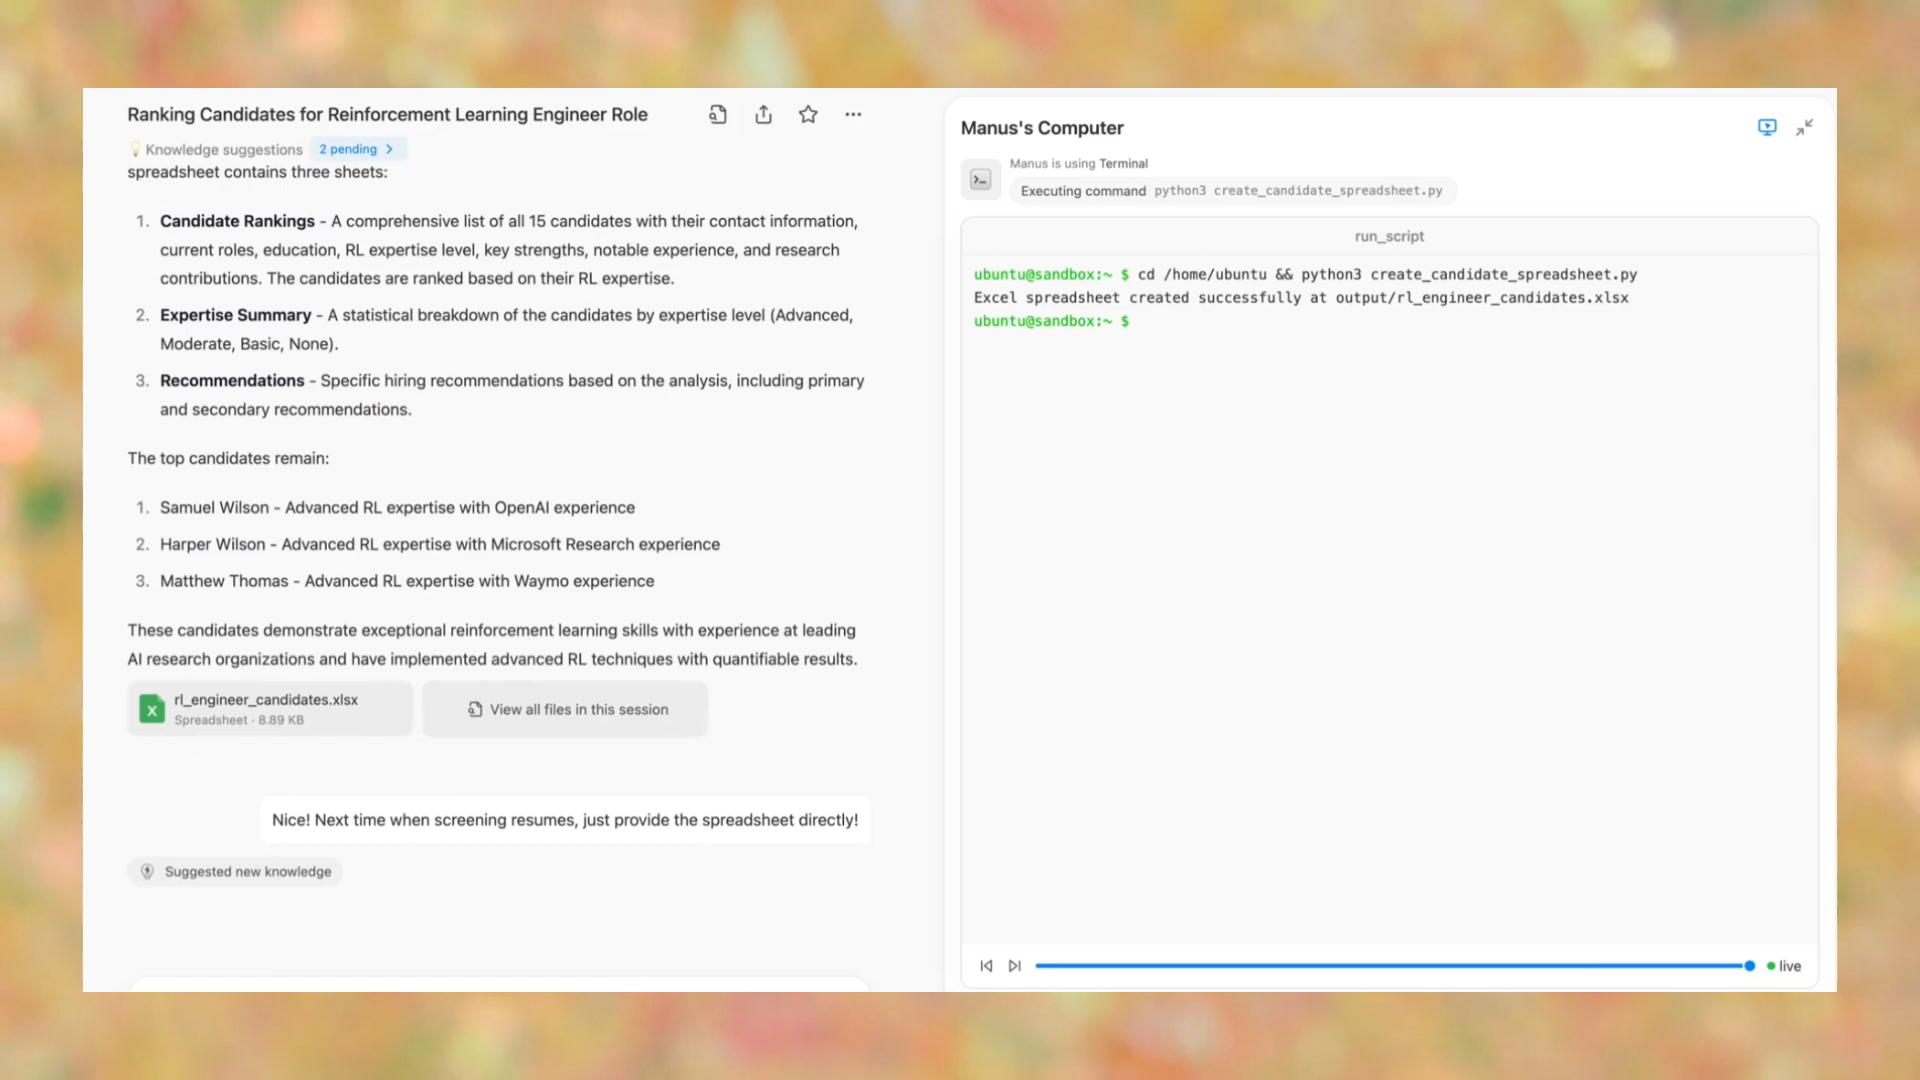 Ranking Candidates for Reinforcement Learning Engineer Role
Knowledge suggestions 2 pending
spreadsheet contains three sheets:
1. Candidate Rankings - A comprehensive list of all 15 candidates with their contact information,
current roles, education, RL expertise level, key strengths, notable experience, and research
contributions. The candidates are ranked based on their RL expertise.
2. Expertise Summary - A statistical breakdown of the candidates by expertise level (Advanced,
Moderate, Basic, None).
3. Recommendations - Specific hiring recommendations based on the analysis, including primary
and secondary recommendations.
The top candidates remain:
1. Samuel Wilson - Advanced RL expertise with OpenAI experience
2. Harper Wilson - Advanced RL expertise with Microsoft Research experience
3. Matthew Thomas - Advanced RL expertise with Waymo experience
These candidates demonstrate exceptional reinforcement learning skills with experience at leading
AI research organizations and have implemented advanced RL techniques with quantifiable results.
X
rl_engineer_candidates.xlsx
Spreadsheet · 8.89 KB
View all files in this session
Nice! Next time when screening resumes, just provide the spreadsheet directly!
Suggested new knowledge
Manus's Computer
Manus is using Terminal
Executing command python3 create_candidate_spreadsheet.py
run_script
ubuntu@sandbox:~ $ cd /home/ubuntu && python3 create_candidate_spreadsheet.py
Excel spreadsheet created successfully at output/rl_engineer_candidates.xlsx
ubuntu@sandbox:~ $
live